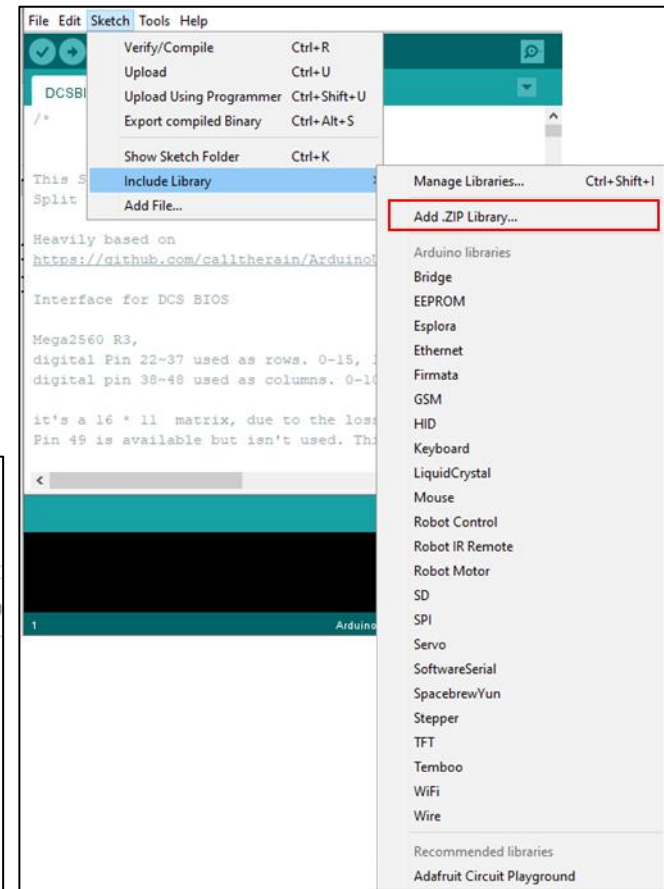 File Edit Sketch Tools Help
Verify/Compile Ctrl+R
Upload Ctrl+U
Upload Using Programmer Ctrl+Shift+U
Export compiled Binary Ctrl+Alt+S
Show Sketch Folder Ctrl+K
Include Library
Add File...
DCSBI
/*
This S
Split
Heavily based on
https://github.com/calltherain/Arduino
Interface for DCS BIOS
Mega2560 R3,
digital Pin 22~37 used as rows. 0-15,
digital pin 38~48 used as columns. 0-10
it's a 16 * 11 matrix, due to the loss
Pin 49 is available but isn't used. Thi
1 Arduino
Manage Libraries... Ctrl+Shift+I
Add .ZIP Library...
Arduino libraries
Bridge
EEPROM
Esplora
Ethernet
Firmata
GSM
HID
Keyboard
LiquidCrystal
Mouse
Robot Control
Robot IR Remote
Robot Motor
SD
SPI
Servo
SoftwareSerial
SpacebrewYun
Stepper
TFT
Temboo
WiFi
Wire
Recommended libraries
Adafruit Circuit Playground